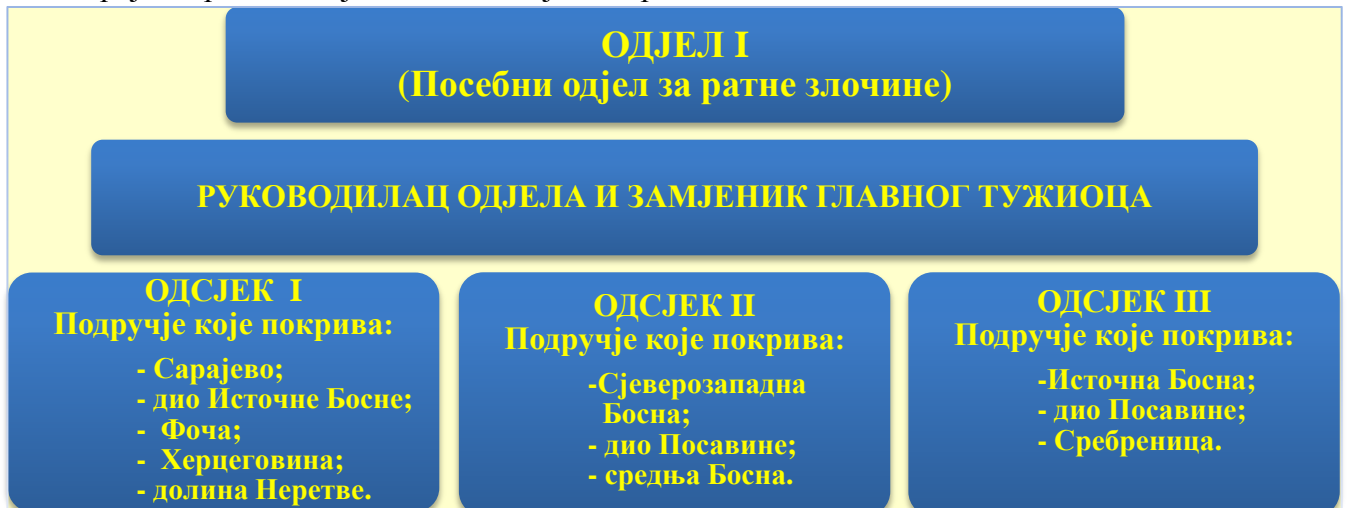 ОДЈЕЛ I
(Посебни одјел за ратне злочине)
РУКОВОДИЛАЦ ОДЈЕЛА И ЗАМЈЕНИК ГЛАВНОГ ТУЖИОЦА
ОДСЈЕК I
Подручје које покрива:
- Сарајево;
- дио Источне Босне;
- Фоча;
- Херцеговина;
- долина Неретве.
ОДСЈЕК II
Подручје које покрива:
-Сјеверозападна
Босна;
- дио Посавине;
- средња Босна.
ОДСЈЕК III
Подручје које покрива:
-Источна Босна;
- дио Посавине;
- Сребреница.